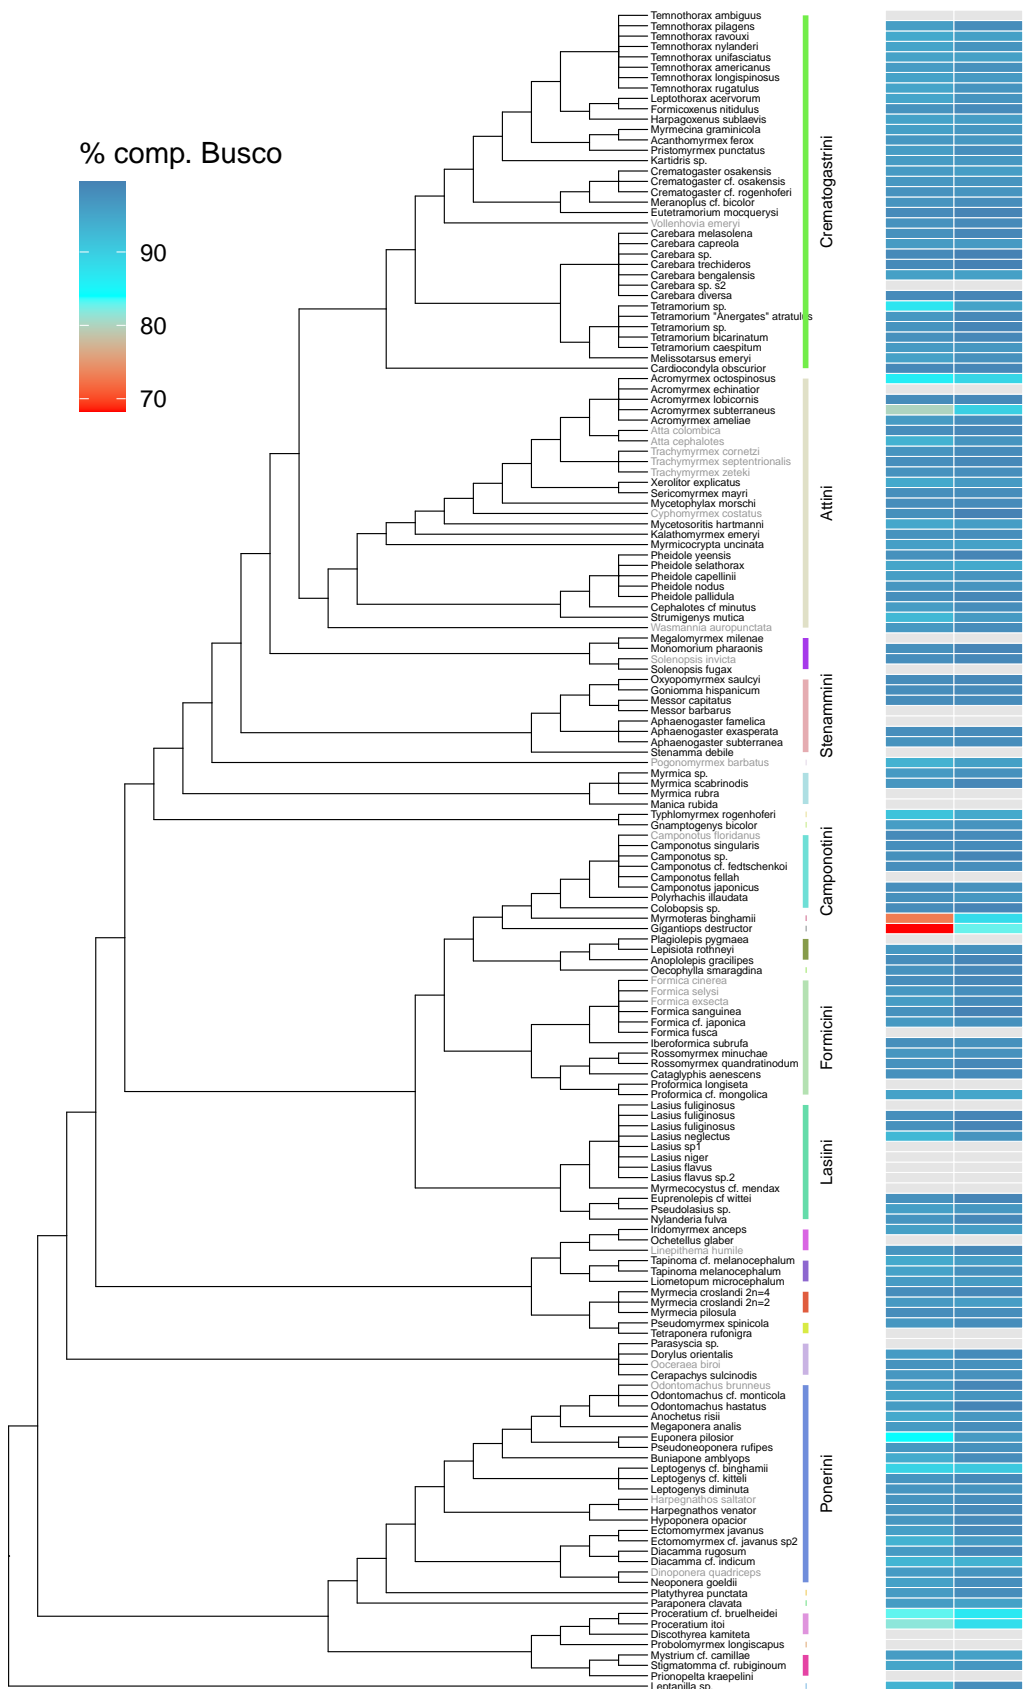 % comp. Busco
90
80
70
Temnothorax ambiguus
Temnothorax pilagens
Temnothorax ravouxi
Temnothorax nylanderi
Temnothorax unifasciatus
Temnothorax americanus
Temnothorax longispinosus
Temnothorax rugatulus
Leptothorax acervorum
Formicoxenus nitidulus
Harpagoxenus sublaevis
Myrmecina graminicola
Acanthomyrmex ferox
Pristomyrmex punctatus
Kartidris sp.
Crematogaster osakensis
Crematogaster cf. osakensis
Crematogaster cf. rogenhoferi
Meranoplus cf. bicolor
Eutetramorium mocquerysi
Vollenhovia emeryi
Carebara melasolena
Carebara capreola
Carebara sp.
Carebara trechideros
Carebara bengalensis
Carebara sp. s2
Carebara diversa
Tetramorium sp.
Tetramorium "Anergates" atratulus
Tetramorium sp.
Tetramorium bicarinatum
Tetramorium caespitum
Melissotarsus emeryi
Cardiocondyla obscurior
Crematogastrini
Acromyrmex octospinosus
Acromyrmex echinatior
Acromyrmex lobicornis
Acromyrmex subterraneus
Acromyrmex ameliae
Atta colombica
Atta cephalotes
Trachymyrmex cornetzi
Trachymyrmex septentrionalis
Trachymyrmex zeteki
Xerolitor explicatus
Sericomyrmex mayri
Mycetophylax morschi
Cyphomyrmex costatus
Mycetosoritis hartmanni
Kalathomyrmex emeryi
Myrmicocrypta uncinata
Pheidole yeensis
Pheidole selathorax
Pheidole capellinii
Pheidole nodus
Pheidole pallidula
Cephalotes cf minutus
Strumigenys mutica
Wasmannia auropunctata
Attini
Megalomyrmex milenae
Monomorium pharaonis
Solenopsis invicta
Solenopsis fugax
Oxyopomyrmex saulcyi
Goniomma hispanicum
Messor capitatus
Messor barbarus
Aphaenogaster famelica
Aphaenogaster exasperata
Aphaenogaster subterranea
Stenamma debile
Stenammini
Pogonomyrmex barbatus
Myrmica sp.
Myrmica scabrinodis
Myrmica rubra
Manica rubida
Typhlomyrmex rogenhoferi
Gnamptogenys bicolor
Camponotus floridanus
Camponotus singularis
Camponotus sp.
Camponotus cf. fedtschenkoi
Camponotus fellah
Camponotus japonicus
Polyrhachis illaudata
Colobopsis sp.
Camponotini
Myrmoteras binghamii
Gigantiops destructor
Plagiolepis pygmaea
Lepisiota rothneyi
Anoplolepis gracilipes
Oecophylla smaragdina
Formica cinerea
Formica selysi
Formica exsecta
Formica sanguinea
Formica cf. japonica
Formica fusca
Iberoformica subrufa
Rossomyrmex minuchae
Rossomyrmex quandratinodum
Cataglyphis aenescens
Proformica longiseta
Proformica cf. mongolica
Formicini
Lasius fuliginosus
Lasius fuliginosus
Lasius fuliginosus
Lasius neglectus
Lasius sp1
Lasius niger
Lasius flavus
Lasius flavus sp.2
Myrmecocystus cf. mendax
Euprenolepis cf wittei
Pseudolasius sp.
Nylanderia fulva
Lasiini
Iridomyrmex anceps
Ochetellus glaber
Linepithema humile
Tapinoma cf. melanocephalum
Tapinoma melanocephalum
Liometopum microcephalum
Myrmecia croslandi 2n=4
Myrmecia croslandi 2n=2
Myrmecia pilosula
Pseudomyrmex spinicola
Tetraponera rufonigra
Parasyscia sp.
Dorylus orientalis
Ooceraea biroi
Cerapachys sulcinodis
Odontomachus brunneus
Odontomachus cf. monticola
Odontomachus hastatus
Anochetus risii
Megaponera analis
Euponera pilosior
Pseudoneoponera rufipes
Buniapone amblyops
Leptogenys cf. binghamii
Leptogenys cf. kitteli
Leptogenys diminuta
Harpegnathos saltator
Harpegnathos venator
Hypoponera opacior
Ectomomyrmex javanus
Ectomomyrmex cf. javanus sp2
Diacamma rugosum
Diacamma cf. indicum
Dinoponera quadriceps
Neoponera goeldii
Ponerini
Platythyrea punctata
Paraponera clavata
Proceratium cf. bruelheidei
Proceratium itoi
Discothyrea kamiteta
Probolomyrmex longiscapus
Mystrium cf. camillae
Stigmatomma cf. rubiginoum
Prionopelta kraepelini
Leptanilla sp